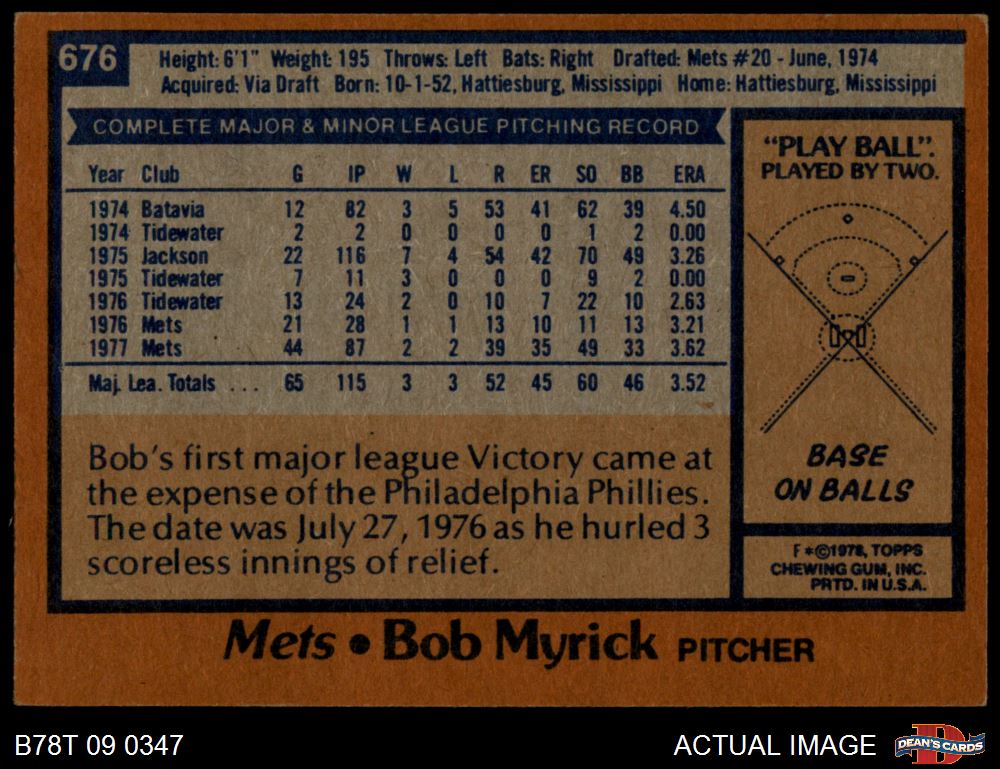 676
Height: 6'1" Weight: 195 Throws: Left Bats: Right Drafted: Mets #20 - June, 1974
Acquired: Via Draft Born: 10-1-52, Hattiesburg, Mississippi Home: Hattiesburg, Mississippi
COMPLETE MAJOR & MINOR LEAGUE PITCHING RECORD
Year Club G IP W L R ER SO BB ERA
1974 Batavia 12 82 3 5 53 41 62 39 4.50
1974 Tidewater 2 2 0 0 0 0 1 2 0.00
1975 Jackson 22 116 7 4 54 42 70 49 3.26
1975 Tidewater 7 11 3 0 0 0 9 2 0.00
1976 Tidewater 13 24 2 0 10 7 22 10 2.63
1976 Mets 21 28 1 1 13 10 11 13 3.21
1977 Mets 44 87 2 2 39 35 49 33 3.62
Maj. Lea. Totals ... 65 115 3 3 52 45 60 46 3.52
Bob's first major league Victory came at
the expense of the Philadelphia Phillies.
The date was July 27, 1976 as he hurled 3
scoreless innings of relief.
"PLAY BALL".
PLAYED BY TWO.
BASE
ON BALLS
F*©1978, TOPPS
CHEWING GUM, INC.
PRTD. IN U.S.A.
Mets • Bob Myrick PITCHER
B78T 09 0347
ACTUAL IMAGE
DEAN'S CARDS